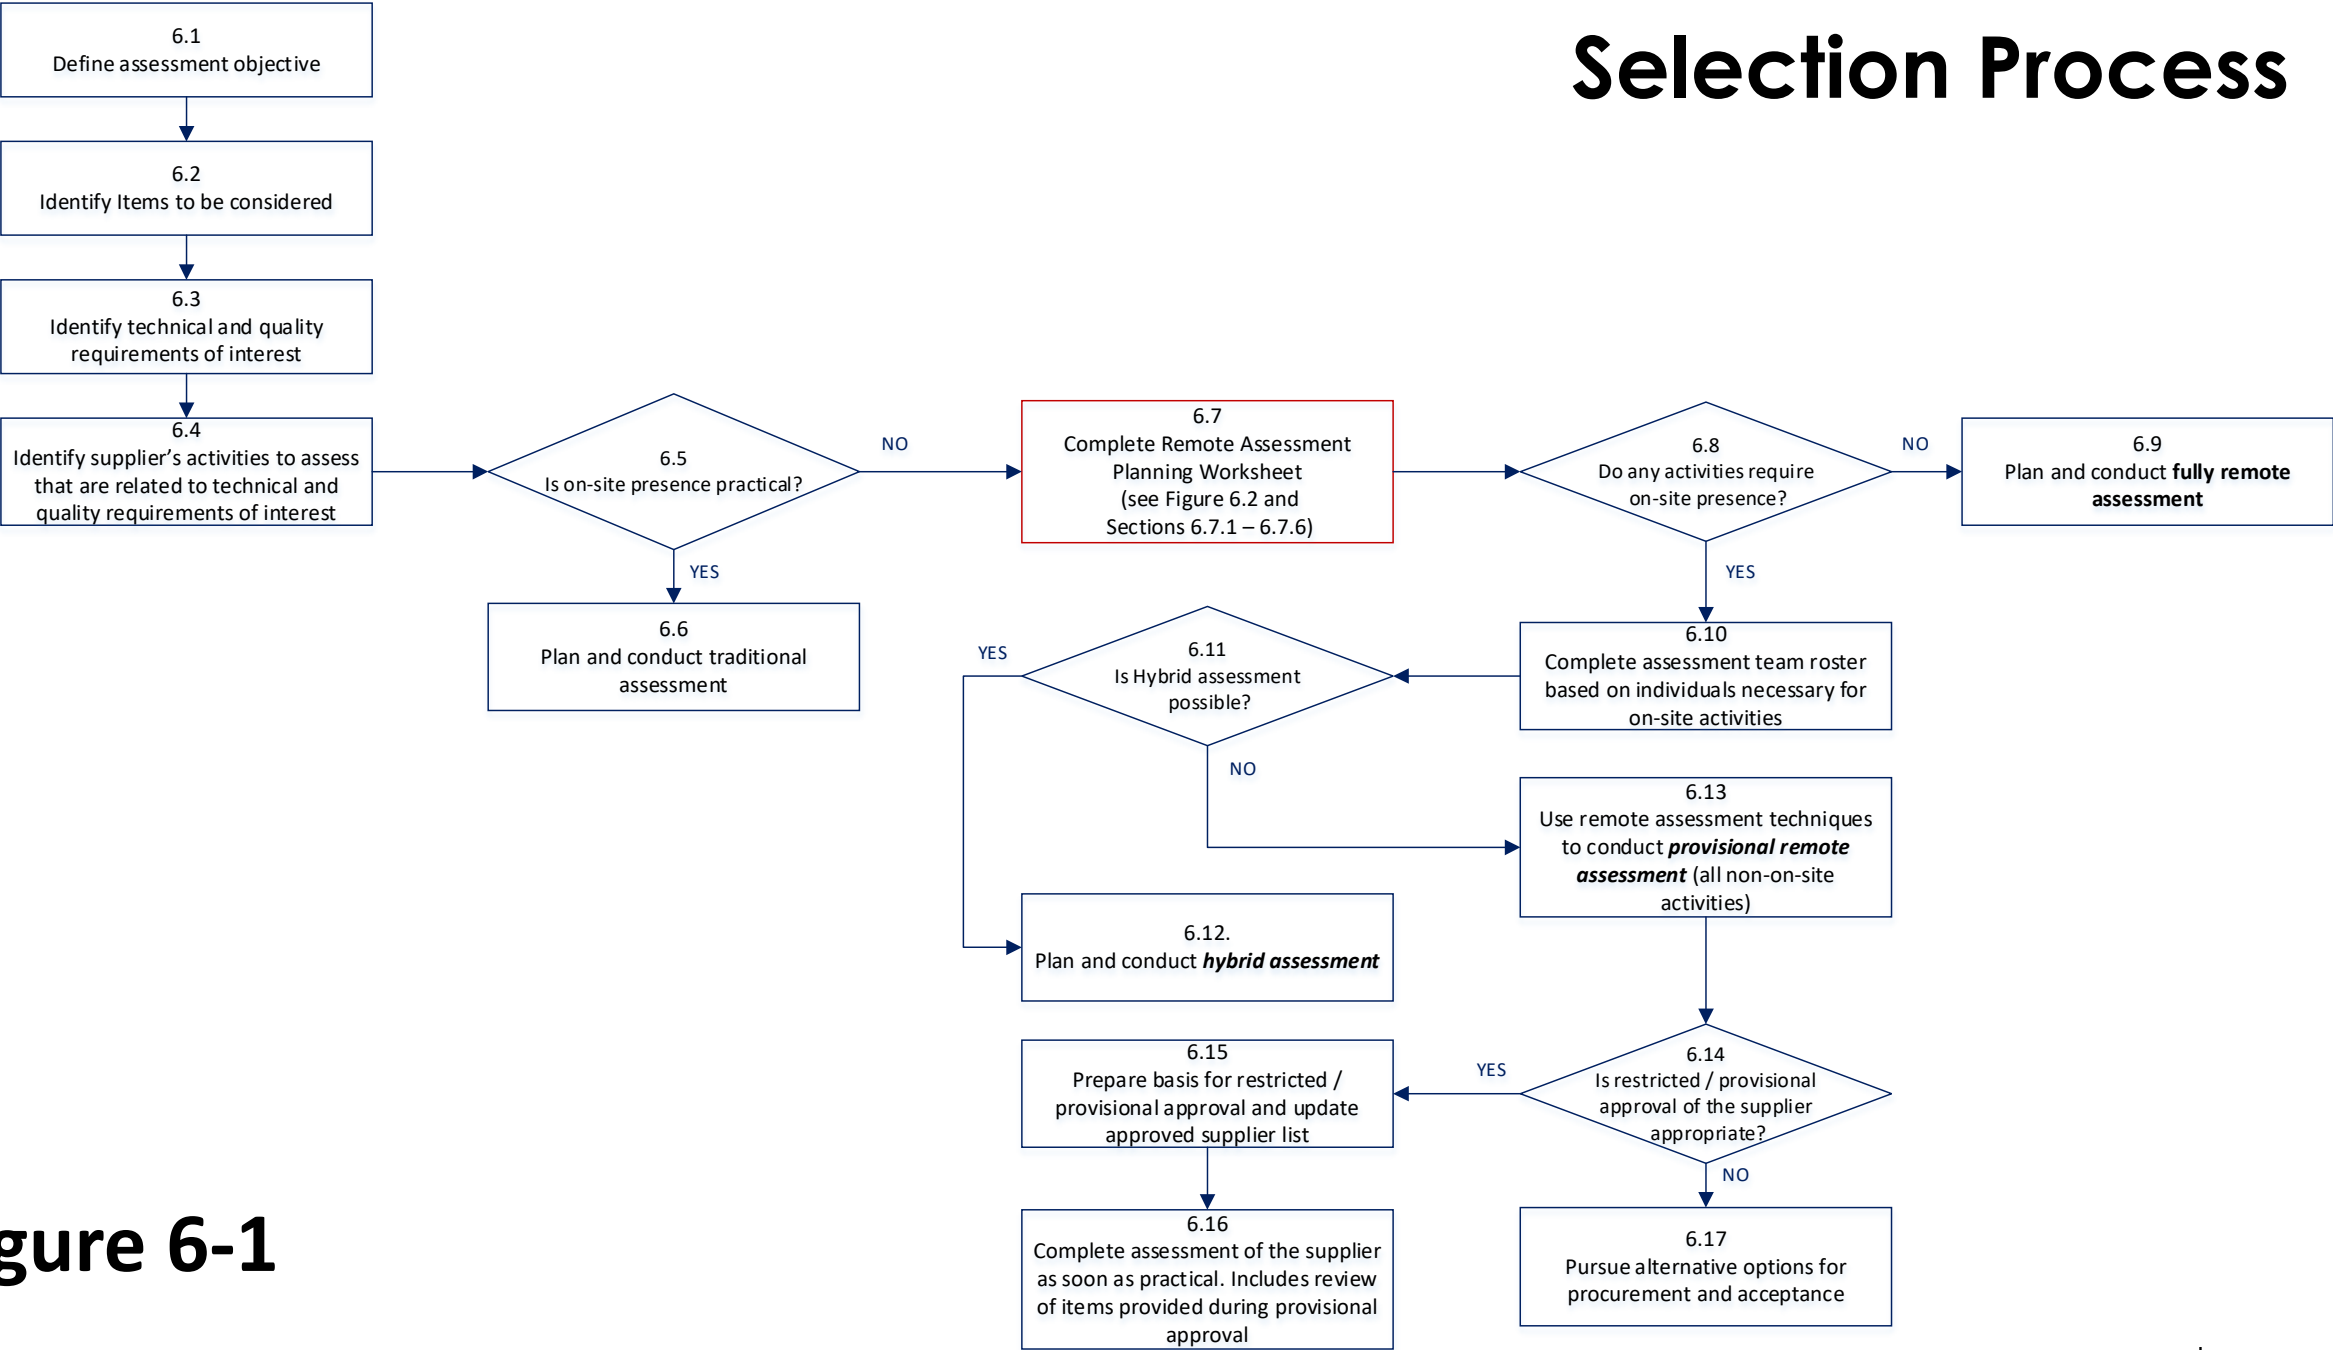 Selection Process
6.1
Define assessment objective
6.2
Identify Items to be considered
6.3
Identify technical and quality
requirements of interest
6.4
Identify supplier's activities to assess
that are related to technical and
quality requirements of interest
6.5
Is on-site presence practical?
NO
YES
6.6
Plan and conduct traditional
assessment
6.7
Complete Remote Assessment
Planning Worksheet
(see Figure 6.2 and
Sections 6.7.1 – 6.7.6)
6.8
Do any activities require
on-site presence?
NO
YES
6.9
Plan and conduct fully remote
assessment
6.10
Complete assessment team roster
based on individuals necessary for
on-site activities
6.11
Is Hybrid assessment
possible?
YES
NO
6.12.
Plan and conduct hybrid assessment
6.13
Use remote assessment techniques
to conduct provisional remote
assessment (all non-on-site
activities)
6.14
Is restricted / provisional
approval of the supplier
appropriate?
YES
NO
6.15
Prepare basis for restricted /
provisional approval and update
approved supplier list
6.16
Complete assessment of the supplier
as soon as practical. Includes review
of items provided during provisional
approval
6.17
Pursue alternative options for
procurement and acceptance
gure 6-1